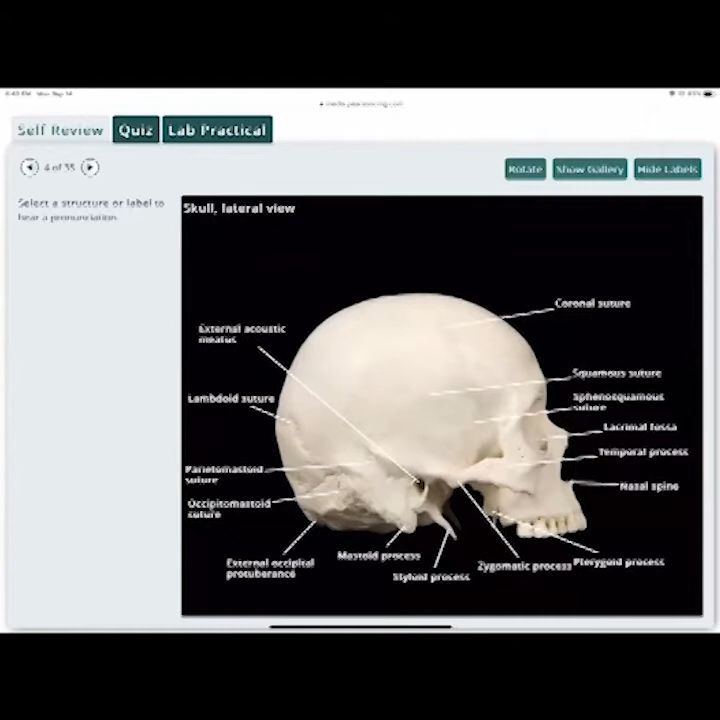 Self Review
Quiz
Lab Practical
4 of 35
Rotate
Show Gallery
Hide Labels
Select a structure or label to
hear a pronunciation.
Skull, lateral view
Coronal suture
External acoustic
meatus
Squamous suture
Lambdoid suture
Sphenosquamous
suture
Lacrimal fossa
Temporal process
Parietomastoid
suture
Nasal spine
Occipitomastoid
suture
Mastoid process
External occipital
protuberance
Zygomatic process
Pterygoid process
Styloid process